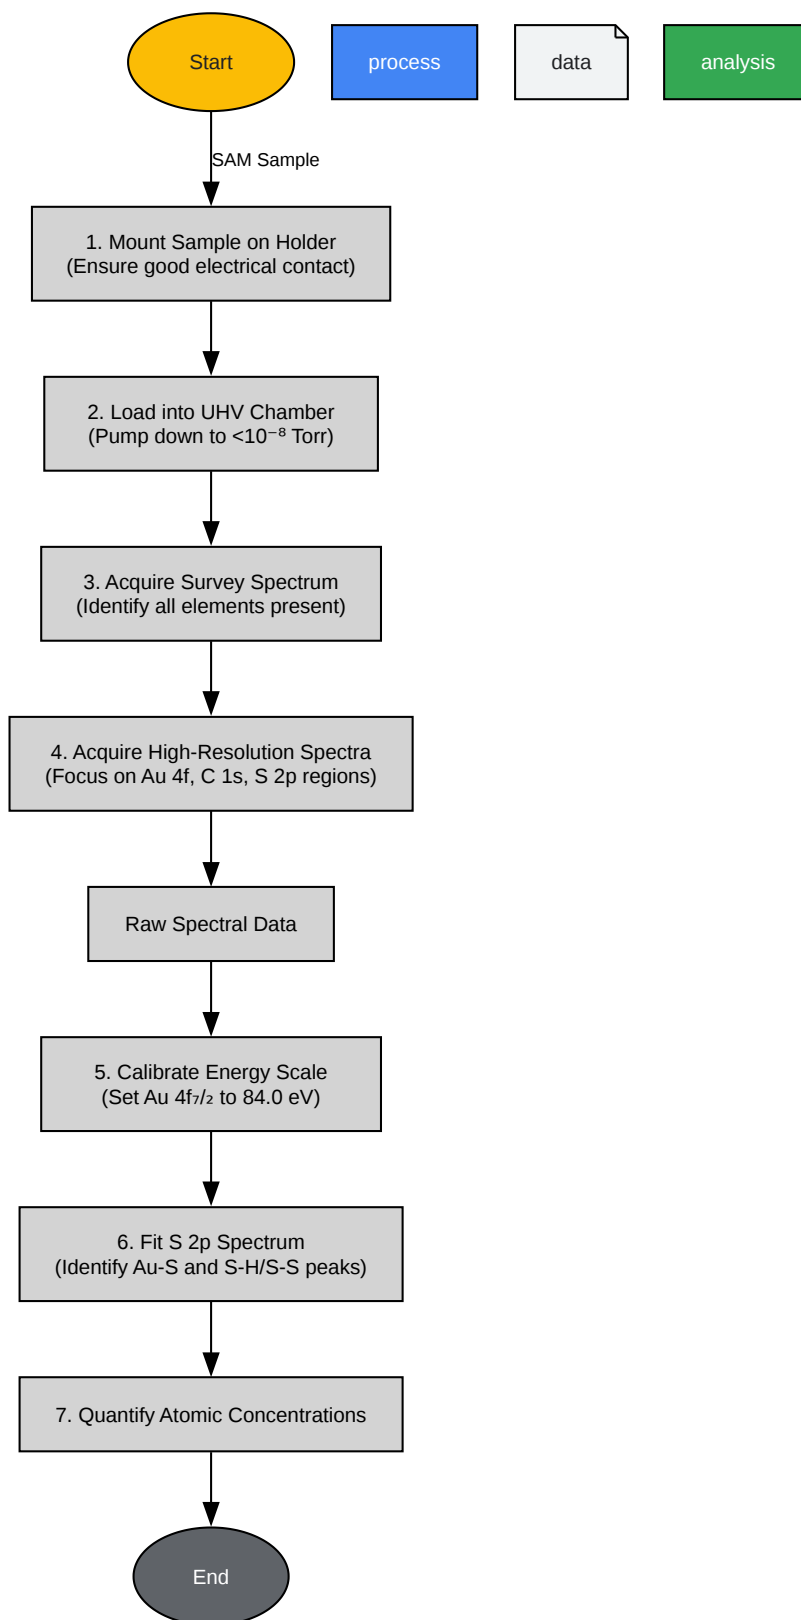 Start
process
data
analysis
SAM Sample
1. Mount Sample on Holder
(Ensure good electrical contact)
2. Load into UHV Chamber
(Pump down to <10⁻⁸ Torr)
3. Acquire Survey Spectrum
(Identify all elements present)
4. Acquire High-Resolution Spectra
(Focus on Au 4f, C 1s, S 2p regions)
Raw Spectral Data
5. Calibrate Energy Scale
(Set Au 4f₇/₂ to 84.0 eV)
6. Fit S 2p Spectrum
(Identify Au-S and S-H/S-S peaks)
7. Quantify Atomic Concentrations
End